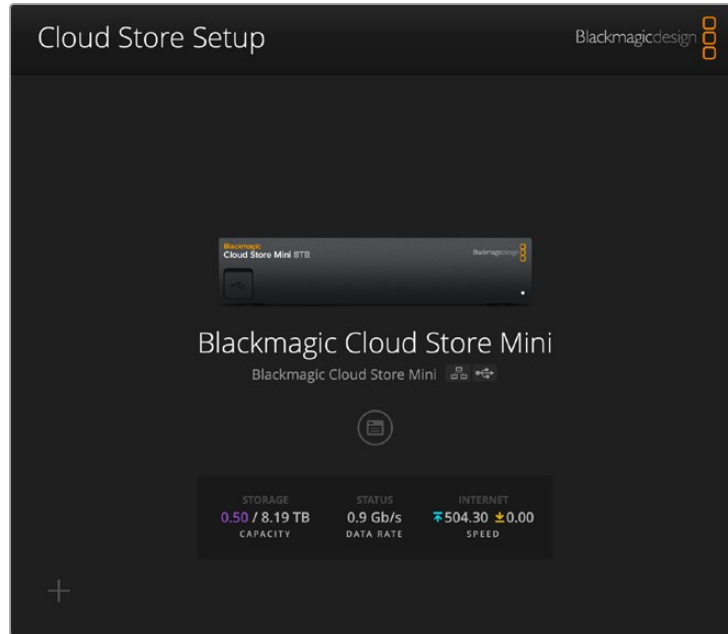 Cloud Store Setup
Blackmagicdesign
Blackmagic
Cloud Store Mini 8TB
Blackmagicdesign
Blackmagic Cloud Store Mini
Blackmagic Cloud Store Mini
STORAGE STATUS INTERNET
0.50 / 8.19 TB 0.9 Gb/s 504.30 0.00
CAPACITY DATA RATE SPEED